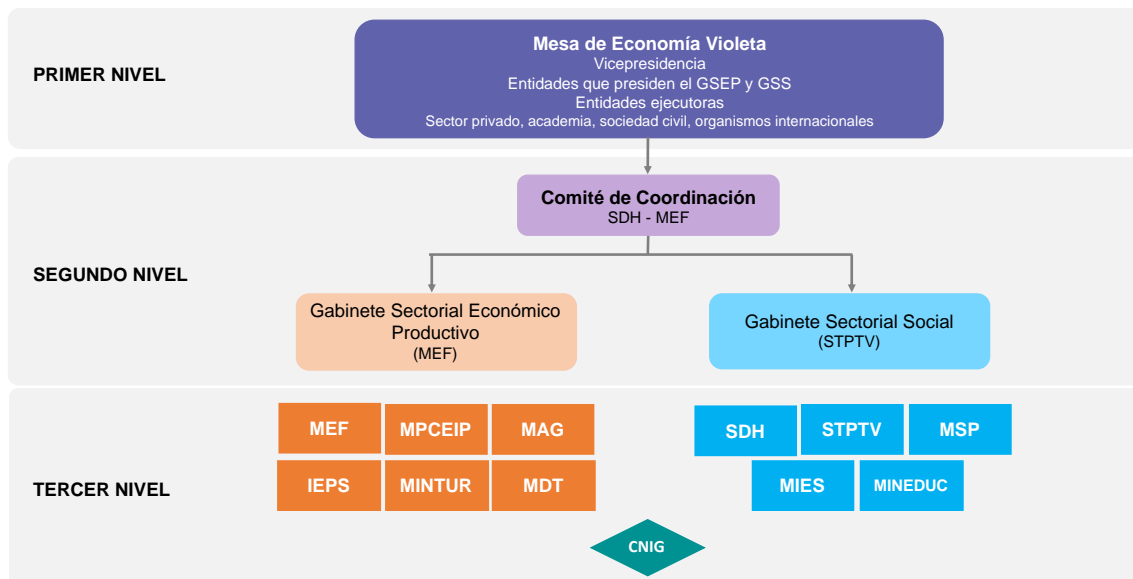 PRIMER NIVEL
Mesa de Economía Violeta
Vicepresidencia
Entidades que presiden el GSEP y GSS
Entidades ejecutoras
Sector privado, academia, sociedad civil, organismos internacionales
SEGUNDO NIVEL
Comité de Coordinación
SDH - MEF
Gabinete Sectorial Económico
Productivo
(MEF)
Gabinete Sectorial Social
(STPTV)
TERCER NIVEL
MEF
MPCEIP
MAG
IEPS
MINTUR
MDT
SDH
STPTV
MSP
MIES
MINEDUC
CNIG